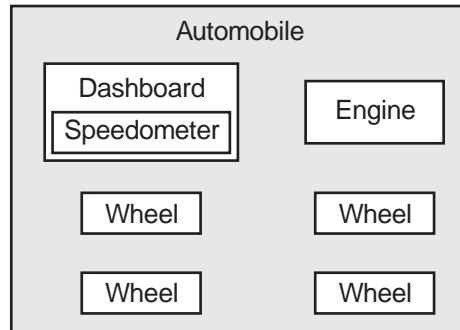 Automobile
Dashboard
Speedometer
Engine
Wheel
Wheel
Wheel
Wheel